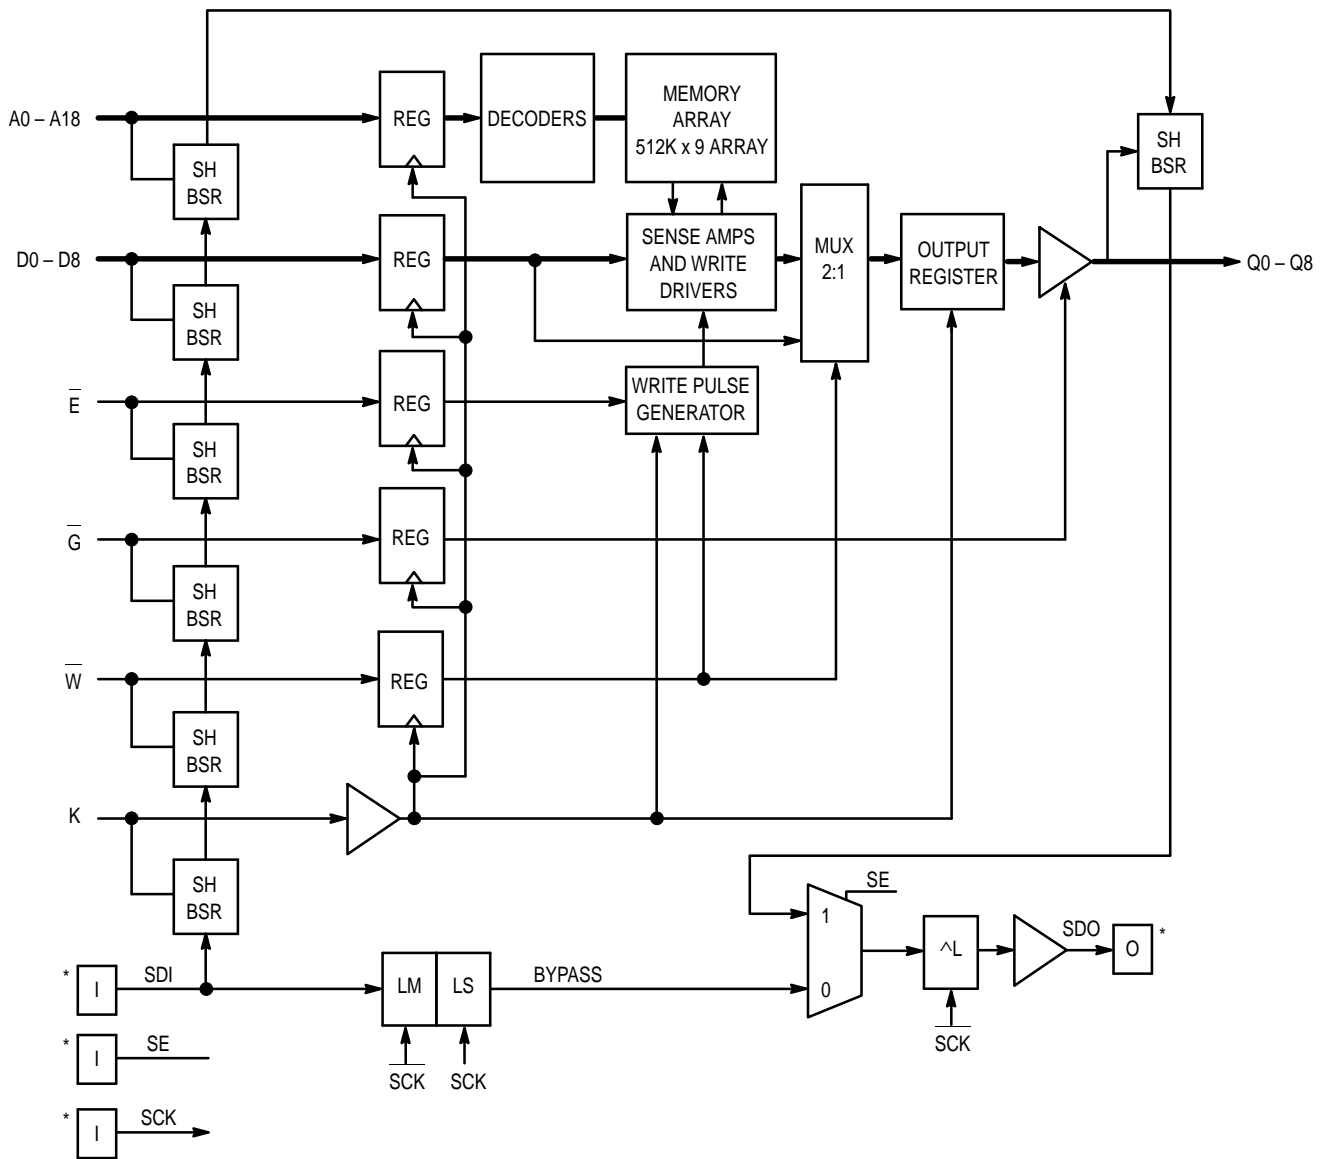 A0 – A18
REG
DECODERS
MEMORY
ARRAY
512K x 9 ARRAY
SH
BSR
SH
BSR
D0 – D8
REG
SENSE AMPS
AND WRITE
DRIVERS
MUX
2:1
OUTPUT
REGISTER
Q0 – Q8
SH
BSR
E̅
REG
WRITE PULSE
GENERATOR
SH
BSR
G̅
REG
SH
BSR
W̅
REG
SH
BSR
K
SH
BSR
SE
1
0
^L
SDO
O
*
S̅C̅K̅
* I
SDI
LM
LS
BYPASS
S̅C̅K̅
SCK
* I
SE
* I
SCK